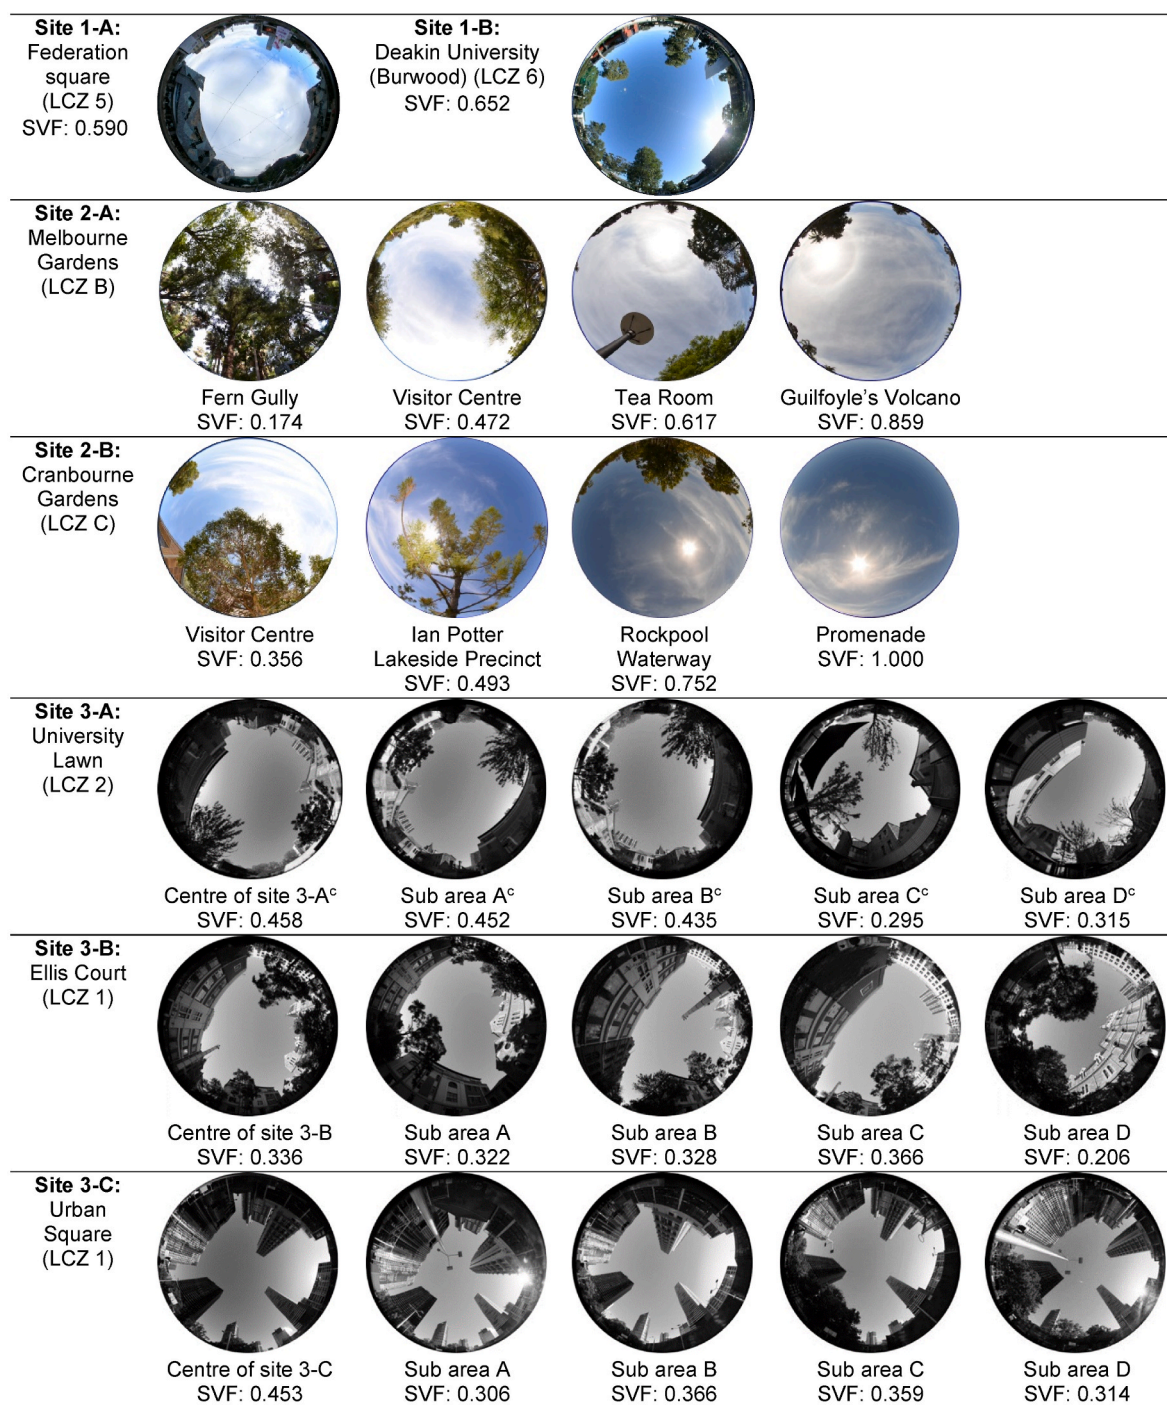 Site 1-A:
Federation
square
(LCZ 5)
SVF: 0.590
Site 1-B:
Deakin University
(Burwood) (LCZ 6)
SVF: 0.652
Site 2-A:
Melbourne
Gardens
(LCZ B)
Fern Gully
SVF: 0.174
Visitor Centre
SVF: 0.472
Tea Room
SVF: 0.617
Guilfoyle’s Volcano
SVF: 0.859
Site 2-B:
Cranbourne
Gardens
(LCZ C)
Visitor Centre
SVF: 0.356
Ian Potter
Lakeside Precinct
SVF: 0.493
Rockpool
Waterway
SVF: 0.752
Promenade
SVF: 1.000
Site 3-A:
University
Lawn
(LCZ 2)
Centre of site 3-Aᶜ
SVF: 0.458
Sub area Aᶜ
SVF: 0.452
Sub area Bᶜ
SVF: 0.435
Sub area Cᶜ
SVF: 0.295
Sub area Dᶜ
SVF: 0.315
Site 3-B:
Ellis Court
(LCZ 1)
Centre of site 3-B
SVF: 0.336
Sub area A
SVF: 0.322
Sub area B
SVF: 0.328
Sub area C
SVF: 0.366
Sub area D
SVF: 0.206
Site 3-C:
Urban
Square
(LCZ 1)
Centre of site 3-C
SVF: 0.453
Sub area A
SVF: 0.306
Sub area B
SVF: 0.366
Sub area C
SVF: 0.359
Sub area D
SVF: 0.314